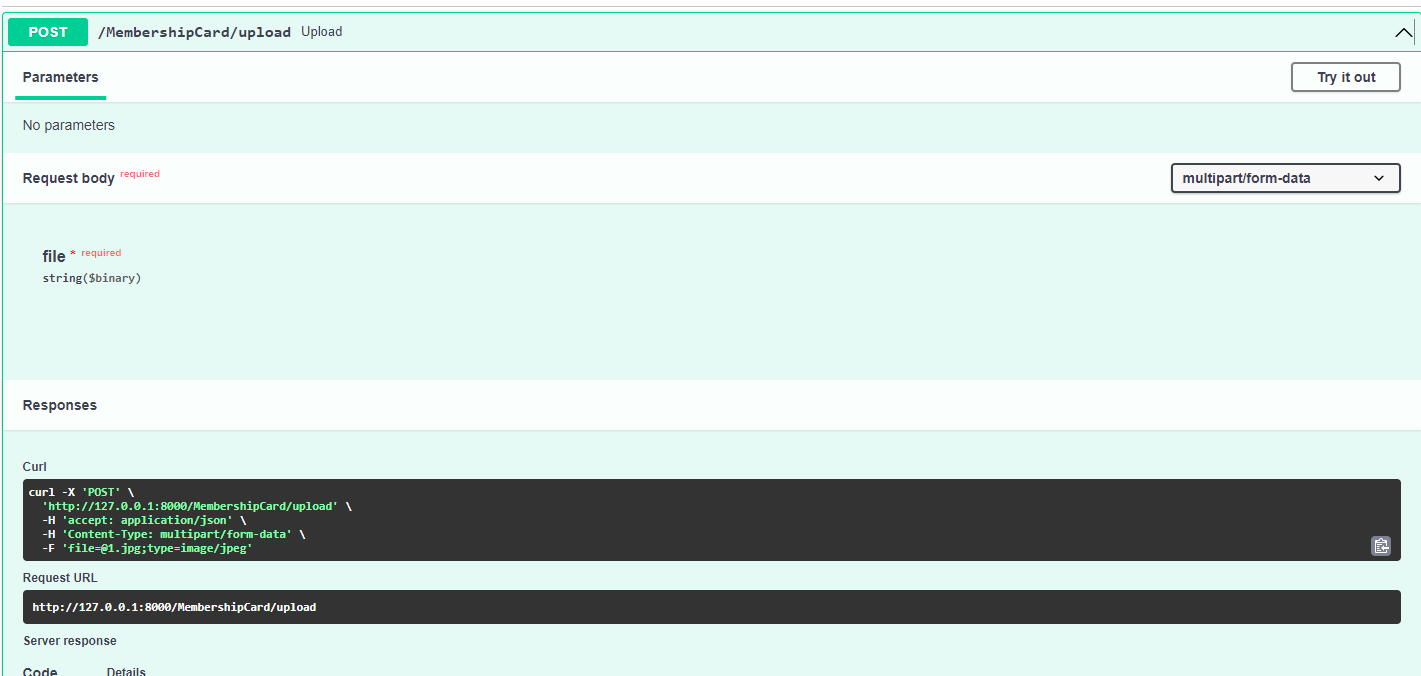 POST /MembershipCard/upload Upload
Parameters
Try it out
No parameters
Request body required
multipart/form-data
file * required
string($binary)
Responses
Curl
curl -X 'POST' \
'http://127.0.0.1:8000/MembershipCard/upload' \
-H 'accept: application/json' \
-H 'Content-Type: multipart/form-data' \
-F 'file=@1.jpg;type=image/jpeg'
Request URL
http://127.0.0.1:8000/MembershipCard/upload
Server response
Code Details